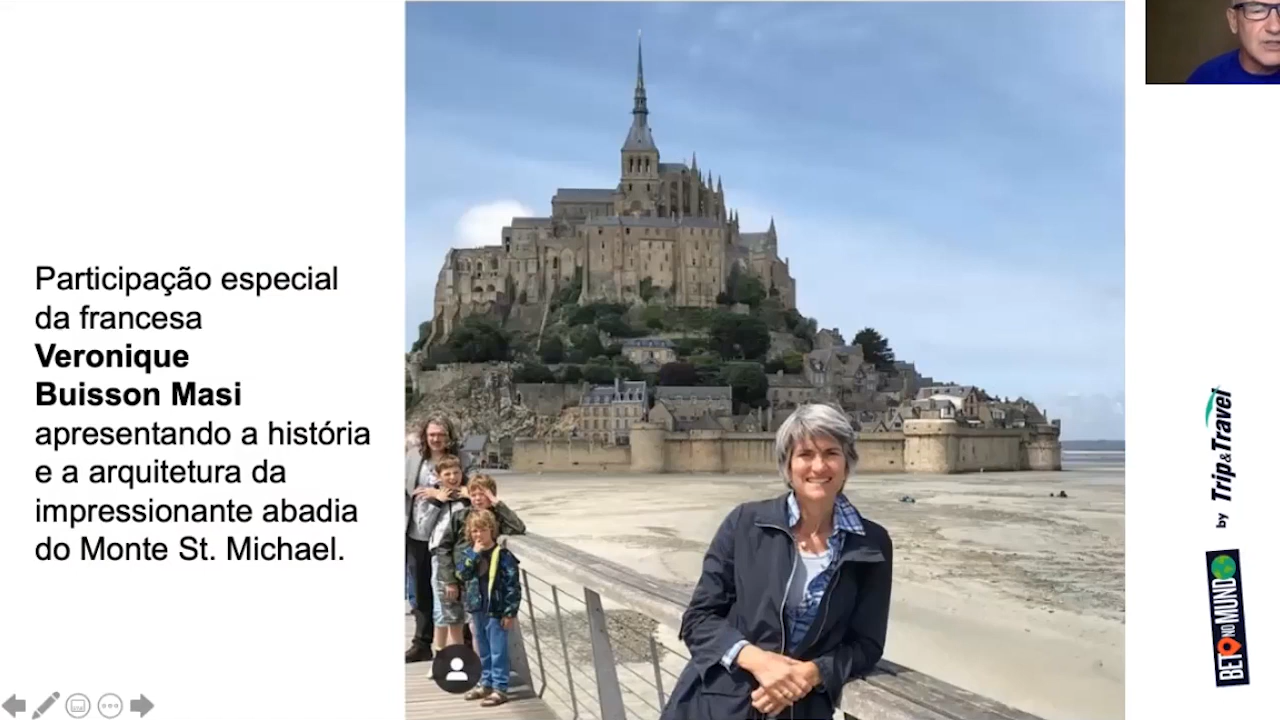 Participação especial
da francesa
Veronique
Buisson Masi
apresentando a história
e a arquitetura da
impressionante abadia
do Monte St. Michael.
by Trip&Travel
BETO NO MUNDO